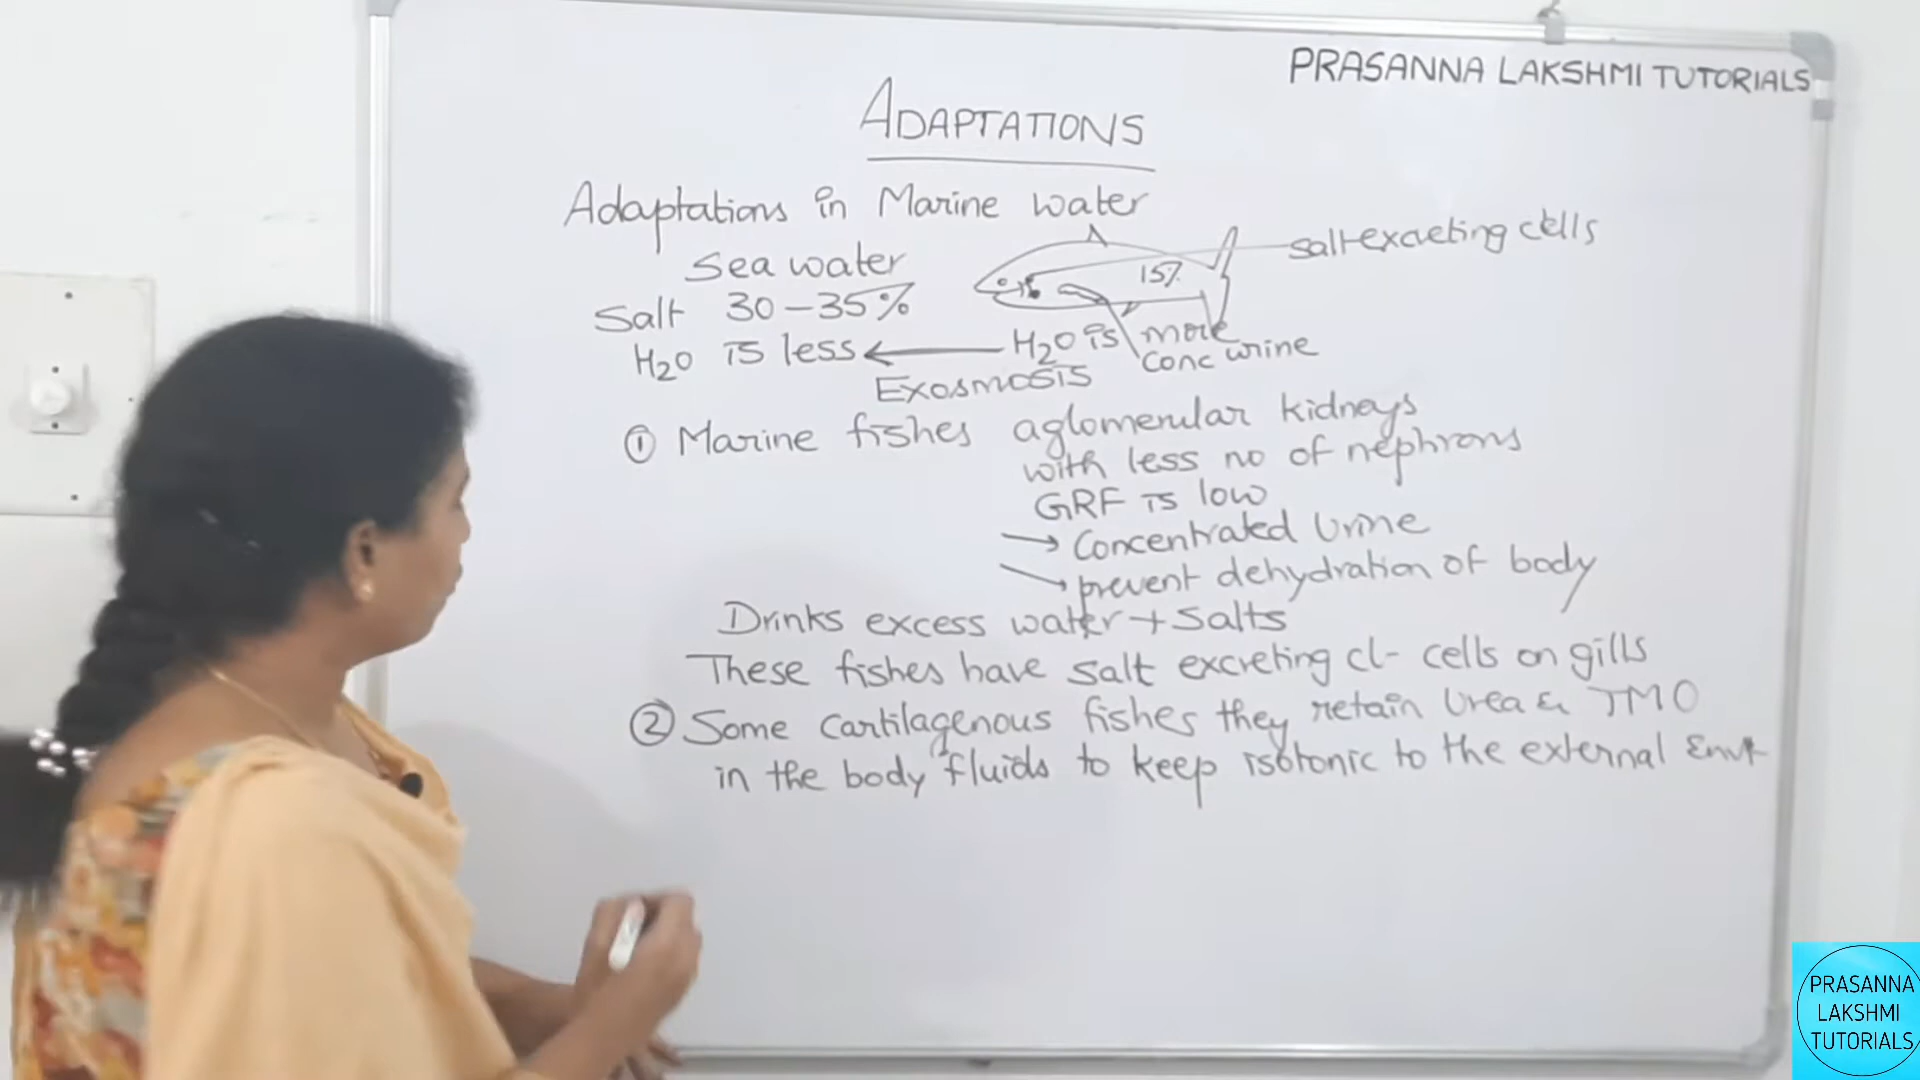 PRASANNA LAKSHMI TUTORIALS
ADAPTATIONS
Adaptations in Marine water
Sea water
salt excreting cells
Salt 30-35%
15%
H2O is less
H2O is more
Conc urine
Exosmosis
① Marine fishes aglomerular kidneys
with less no of nephrons
GRF is low
→ Concentrated Urine
→ prevent dehydration of body
Drinks excess water + Salts
These fishes have salt excreting cl- cells on gills
② Some cartilagenous fishes they retain Urea & TMO
in the body fluids to keep isotonic to the external Envt
PRASANNA
LAKSHMI
TUTORIALS